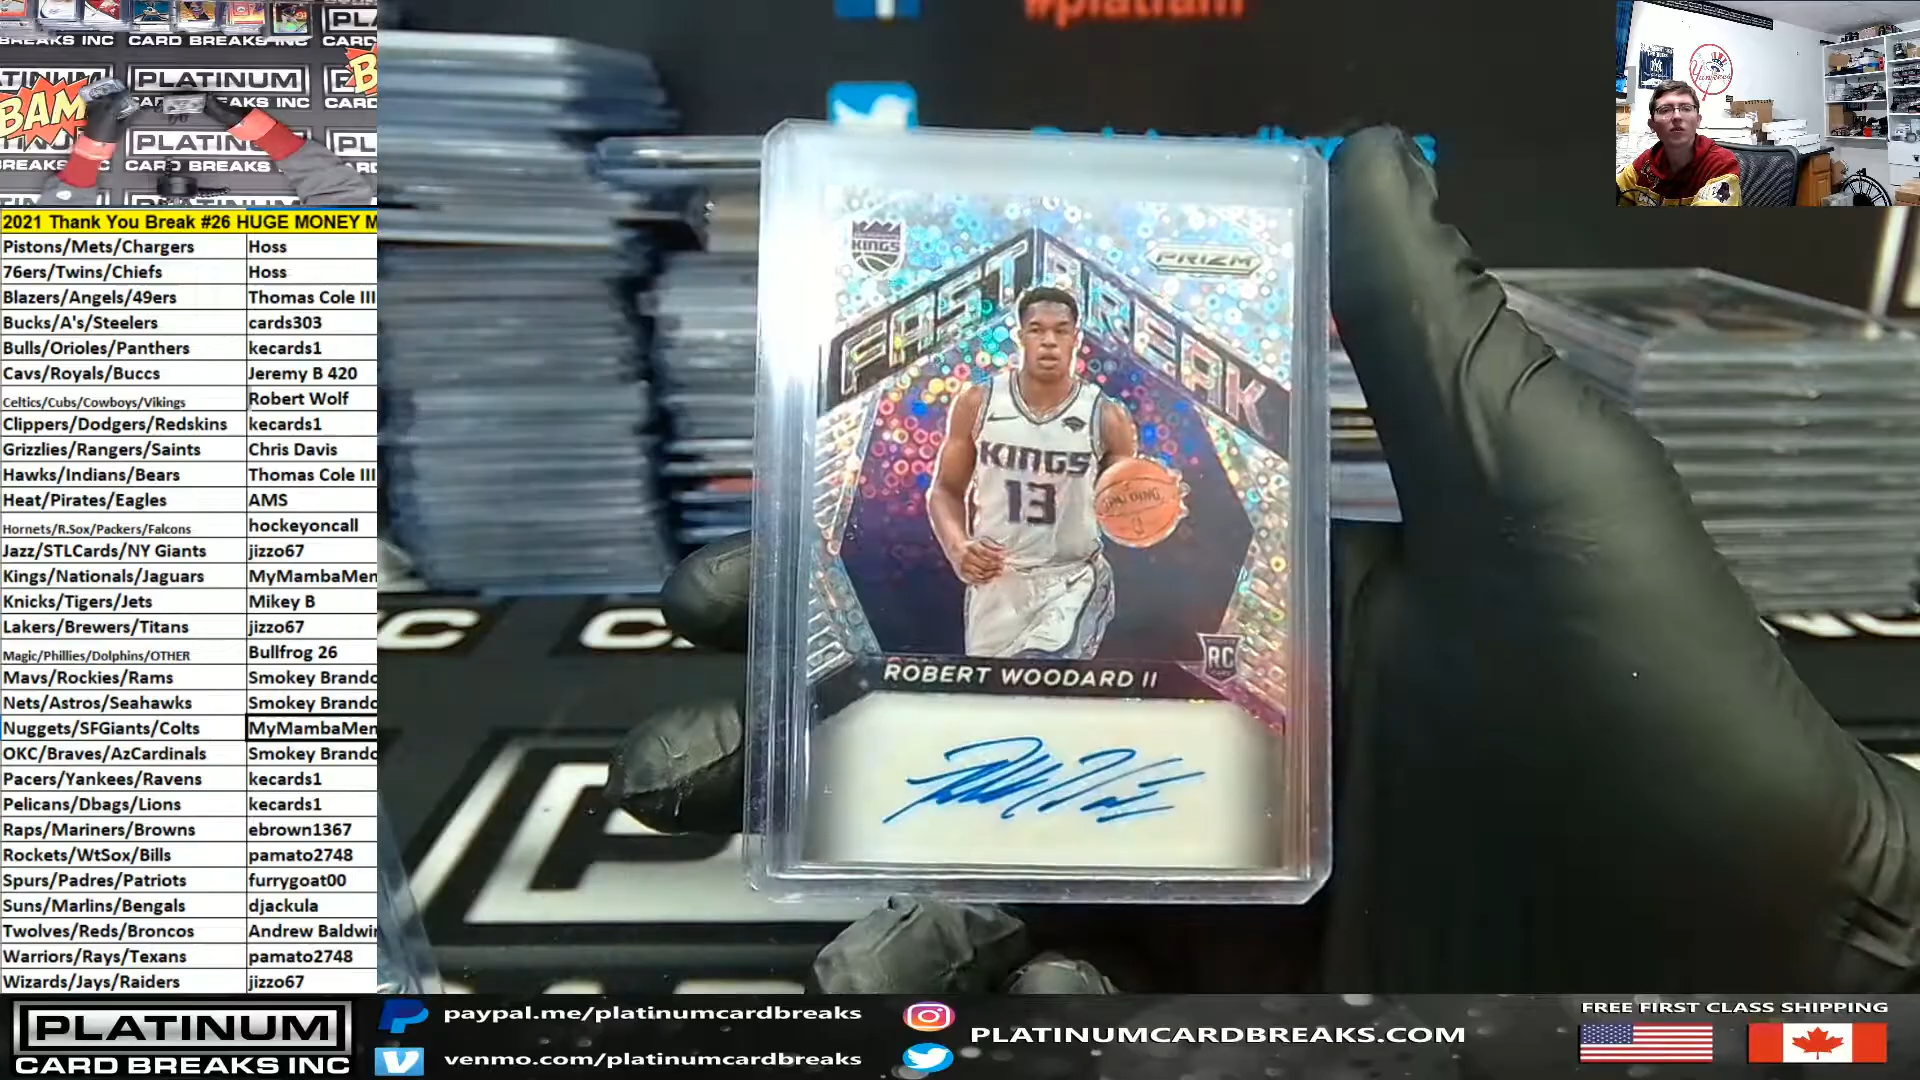 #platinum
PLATINUM
CARD BREAKS INC
BAM
2021 Thank You Break #26 HUGE MONEY M
Pistons/Mets/Chargers Hoss
76ers/Twins/Chiefs Hoss
Blazers/Angels/49ers Thomas Cole III
Bucks/A's/Steelers cards303
Bulls/Orioles/Panthers kecards1
Cavs/Royals/Buccs Jeremy B 420
Celtics/Cubs/Cowboys/Vikings Robert Wolf
Clippers/Dodgers/Redskins kecards1
Grizzlies/Rangers/Saints Chris Davis
Hawks/Indians/Bears Thomas Cole III
Heat/Pirates/Eagles AMS
Hornets/R.Sox/Packers/Falcons hockeyoncall
Jazz/STLCards/NY Giants jizzo67
Kings/Nationals/Jaguars MyMambaMen
Knicks/Tigers/Jets Mikey B
Lakers/Brewers/Titans jizzo67
Magic/Phillies/Dolphins/OTHER Bullfrog 26
Mavs/Rockies/Rams Smokey Brando
Nets/Astros/Seahawks Smokey Brando
Nuggets/SFGiants/Colts MyMambaMen
OKC/Braves/AzCardinals Smokey Brando
Pacers/Yankees/Ravens kecards1
Pelicans/Dbags/Lions kecards1
Raps/Mariners/Browns ebrown1367
Rockets/WtSox/Bills pamato2748
Spurs/Padres/Patriots furrygoat00
Suns/Marlins/Bengals djackula
Twolves/Reds/Broncos Andrew Baldwin
Warriors/Rays/Texans pamato2748
Wizards/Jays/Raiders jizzo67
KINGS
PRIZM
FAST BREAK
KINGS
13
SPALDING
RC
ROBERT WOODARD II
Yankees
PLATINUM
CARD BREAKS INC
paypal.me/platinumcardbreaks
venmo.com/platinumcardbreaks
PLATINUMCARDBREAKS.COM
FREE FIRST CLASS SHIPPING